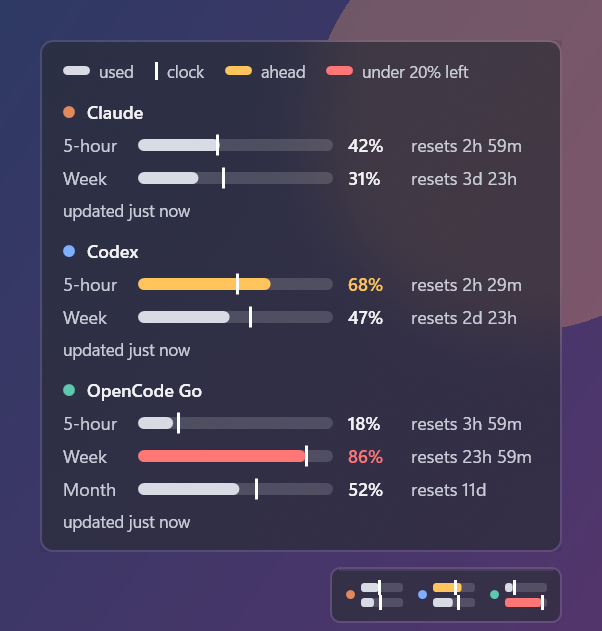 used clock ahead under 20% left
Claude
5-hour 42% resets 2h 59m
Week 31% resets 3d 23h
updated just now
Codex
5-hour 68% resets 2h 29m
Week 47% resets 2d 23h
updated just now
OpenCode Go
5-hour 18% resets 3h 59m
Week 86% resets 23h 59m
Month 52% resets 11d
updated just now